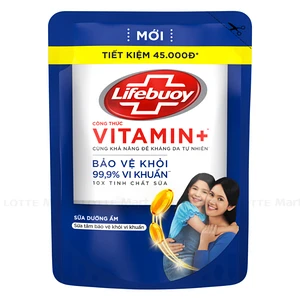 MỚI
TIẾT KIỆM 45.000Đ*
Lifebuoy
CÔNG THỨC
VITAMIN+
CÙNG KHẢ NĂNG ĐỀ KHÁNG DA TỰ NHIÊN
BẢO VỆ KHỎI
99,9% VI KHUẨN**
10X TINH CHẤT SỮA
SỮA DƯỠNG ẨM
Sữa tắm bảo vệ khỏi vi khuẩn